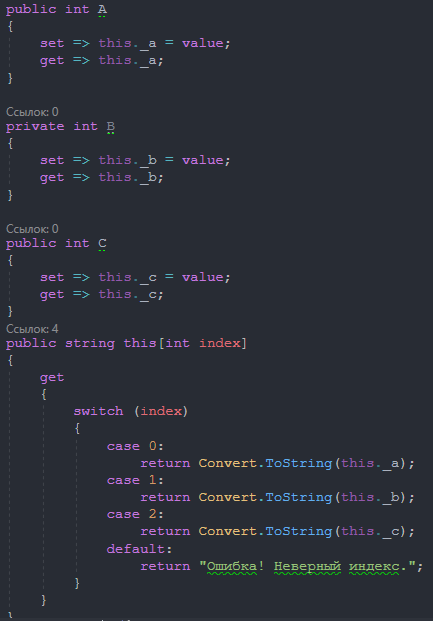 public int A
{
set => this._a = value;
get => this._a;
}
Ссылок: 0
private int B
{
set => this._b = value;
get => this._b;
}
Ссылок: 0
public int C
{
set => this._c = value;
get => this._c;
}
Ссылок: 4
public string this[int index]
{
get
{
switch (index)
{
case 0:
return Convert.ToString(this._a);
case 1:
return Convert.ToString(this._b);
case 2:
return Convert.ToString(this._c);
default:
return "Ошибка! Неверный индекс.";
}
}